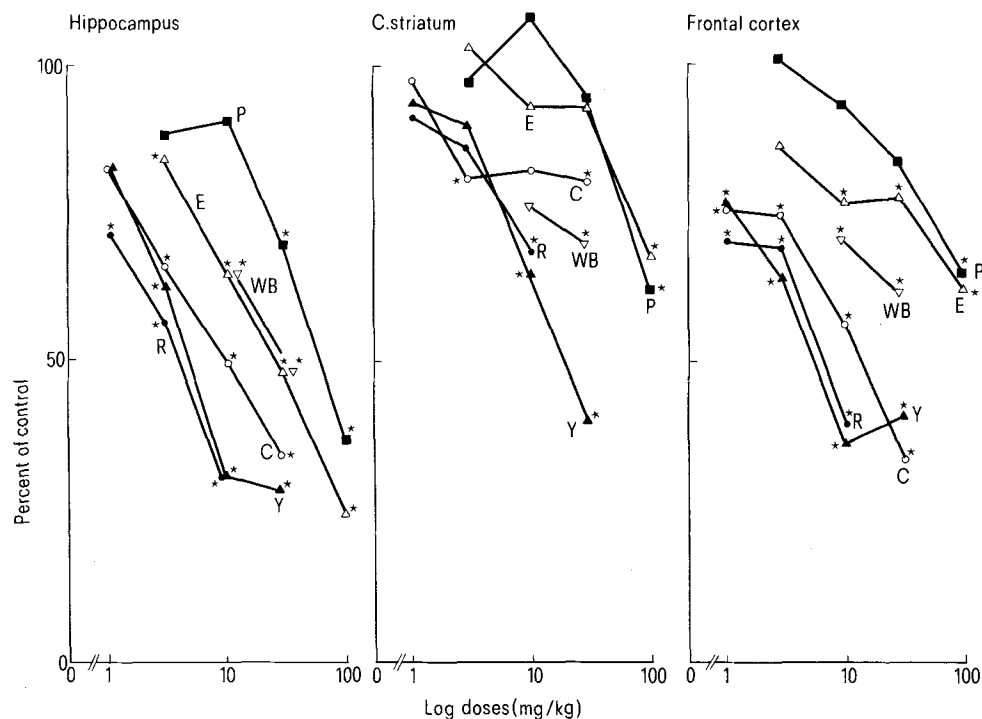 Hippocampus
C.striatum
Frontal cortex
Percent of control
100
50
0
P
E
WB
R
C
Y
0 1 10 100
E
C
R
WB
P
Y
0 1 10 100
P
E
WB
R
Y
C
0 1 10 100
Log doses(mg/kg)